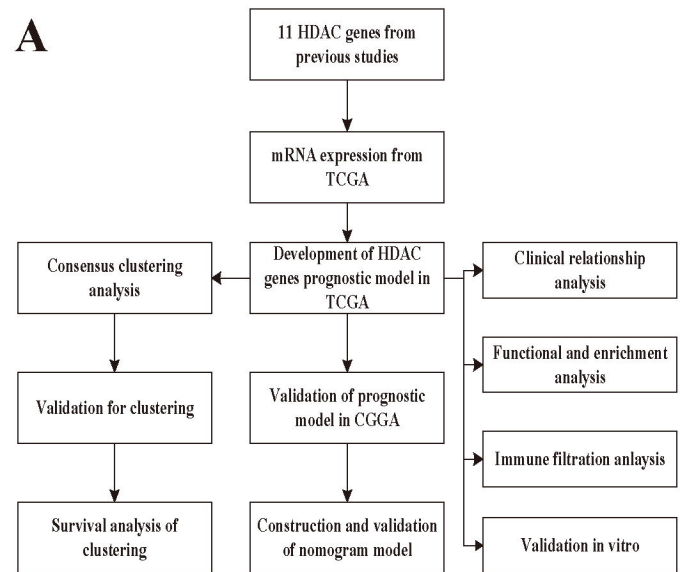 A
11 HDAC genes from
previous studies
mRNA expression from
TCGA
Consensus clustering
analysis
Development of HDAC
genes prognostic model in
TCGA
Clinical relationship
analysis
Functional and enrichment
analysis
Validation for clustering
Validation of prognostic
model in CGGA
Immune filtration anlaysis
Survival analysis of
clustering
Construction and validation
of nomogram model
Validation in vitro